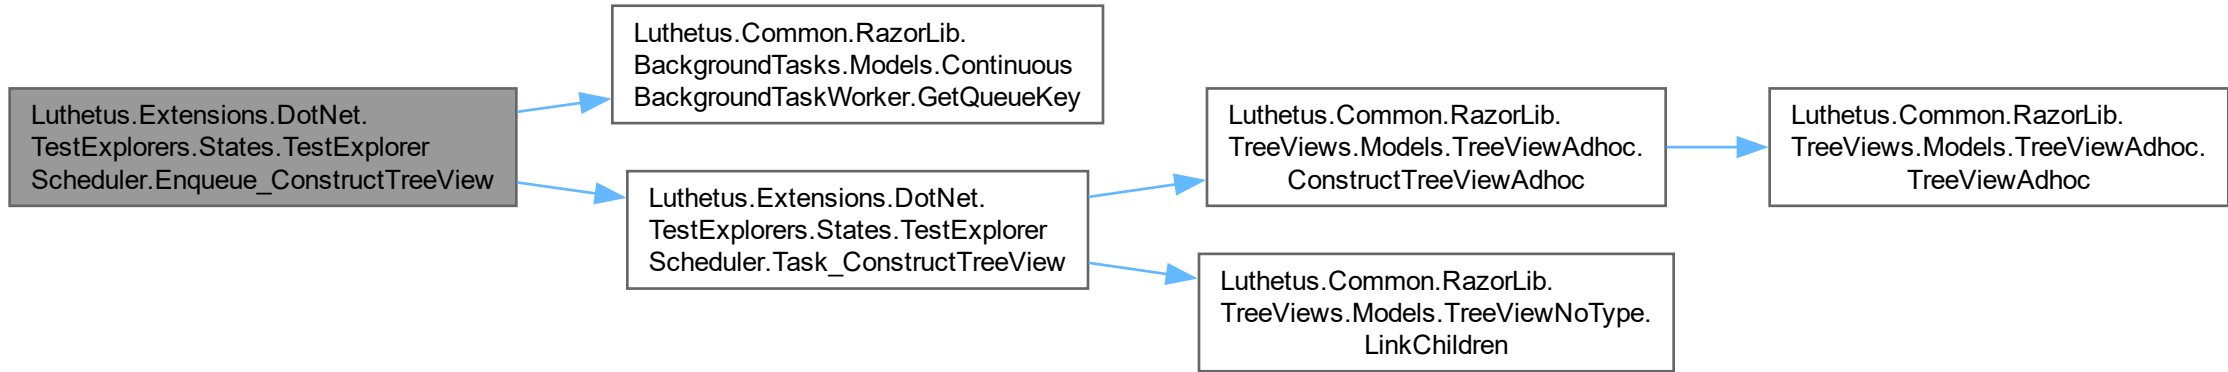 Luthetus.Extensions.DotNet.
TestExplorers.States.TestExplorer
Scheduler.Enqueue_ConstructTreeView
Luthetus.Common.RazorLib.
BackgroundTasks.Models.Continuous
BackgroundTaskWorker.GetQueueKey
Luthetus.Extensions.DotNet.
TestExplorers.States.TestExplorer
Scheduler.Task_ConstructTreeView
Luthetus.Common.RazorLib.
TreeViews.Models.TreeViewAdhoc.
ConstructTreeViewAdhoc
Luthetus.Common.RazorLib.
TreeViews.Models.TreeViewAdhoc.
TreeViewAdhoc
Luthetus.Common.RazorLib.
TreeViews.Models.TreeViewNoType.
LinkChildren